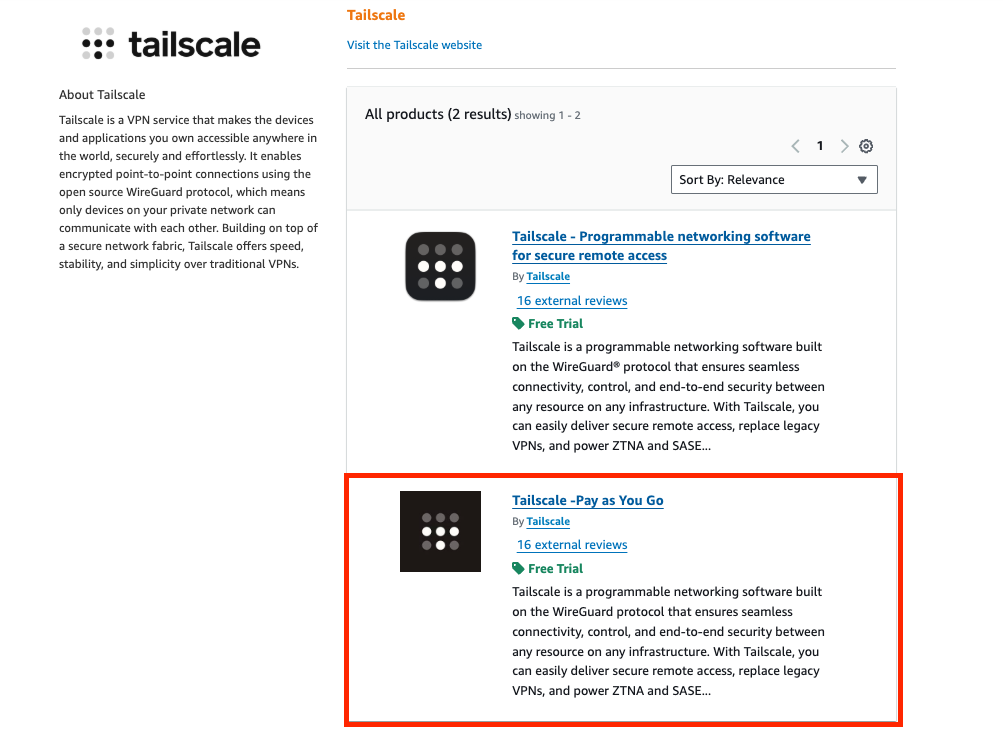 tailscale
About Tailscale
Tailscale is a VPN service that makes the devices
and applications you own accessible anywhere in
the world, securely and effortlessly. It enables
encrypted point-to-point connections using the
open source WireGuard protocol, which means
only devices on your private network can
communicate with each other. Building on top of
a secure network fabric, Tailscale offers speed,
stability, and simplicity over traditional VPNs.
Tailscale
Visit the Tailscale website
All products (2 results) showing 1 - 2
1
Sort By: Relevance
Tailscale - Programmable networking software
for secure remote access
By Tailscale
16 external reviews
Free Trial
Tailscale is a programmable networking software built
on the WireGuard® protocol that ensures seamless
connectivity, control, and end-to-end security between
any resource on any infrastructure. With Tailscale, you
can easily deliver secure remote access, replace legacy
VPNs, and power ZTNA and SASE...
Tailscale -Pay as You Go
By Tailscale
16 external reviews
Free Trial
Tailscale is a programmable networking software built
on the WireGuard protocol that ensures seamless
connectivity, control, and end-to-end security between
any resource on any infrastructure. With Tailscale, you
can easily deliver secure remote access, replace legacy
VPNs, and power ZTNA and SASE...